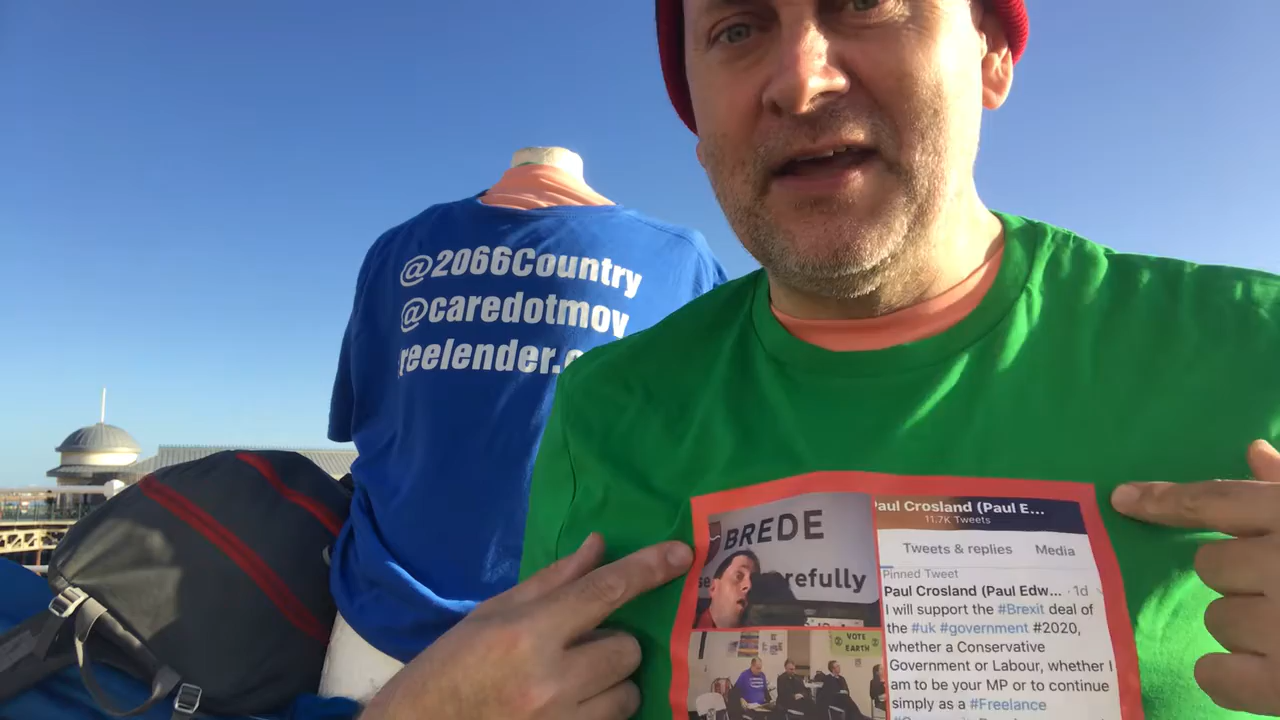 @2066Country
@caredotmov
reelender.c
BREDE
refully
VOTE
EARTH
Paul Crosland (Paul E...
11.7K Tweets
Tweets & replies Media
Pinned Tweet
Paul Crosland (Paul Edw... · 1d
I will support the #Brexit deal of
the #uk #government #2020,
whether a Conservative
Government or Labour, whether I
am to be your MP or to continue
simply as a #Freelance